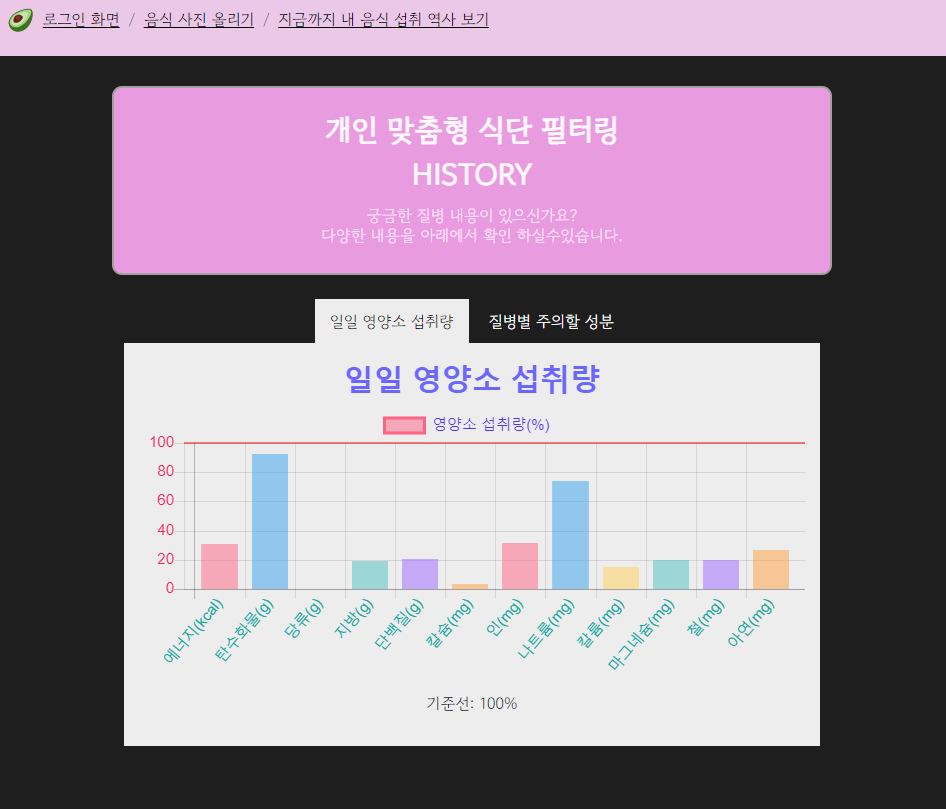 로그인 화면 / 음식 사진 올리기 / 지금까지 내 음식 섭취 역사 보기
개인 맞춤형 식단 필터링
HISTORY
궁금한 질병 내용이 있으신가요?
다양한 내용을 아래에서 확인 하실수있습니다.
일일 영양소 섭취량 질병별 주의할 성분
일일 영양소 섭취량
영양소 섭취량(%)
100
80
60
40
20
0
에너지(kcal) 탄수화물(g) 당류(g) 지방(g) 단백질(g) 칼슘(mg) 인(mg) 나트륨(mg) 칼륨(mg) 마그네슘(mg) 철(mg) 아연(mg)
기준선: 100%